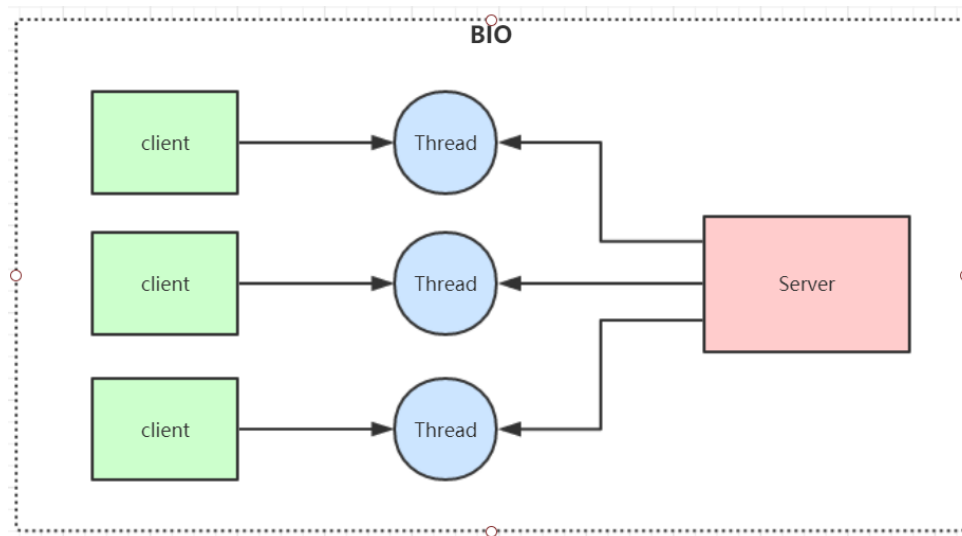 BIO
client
Thread
client
Thread
Server
client
Thread